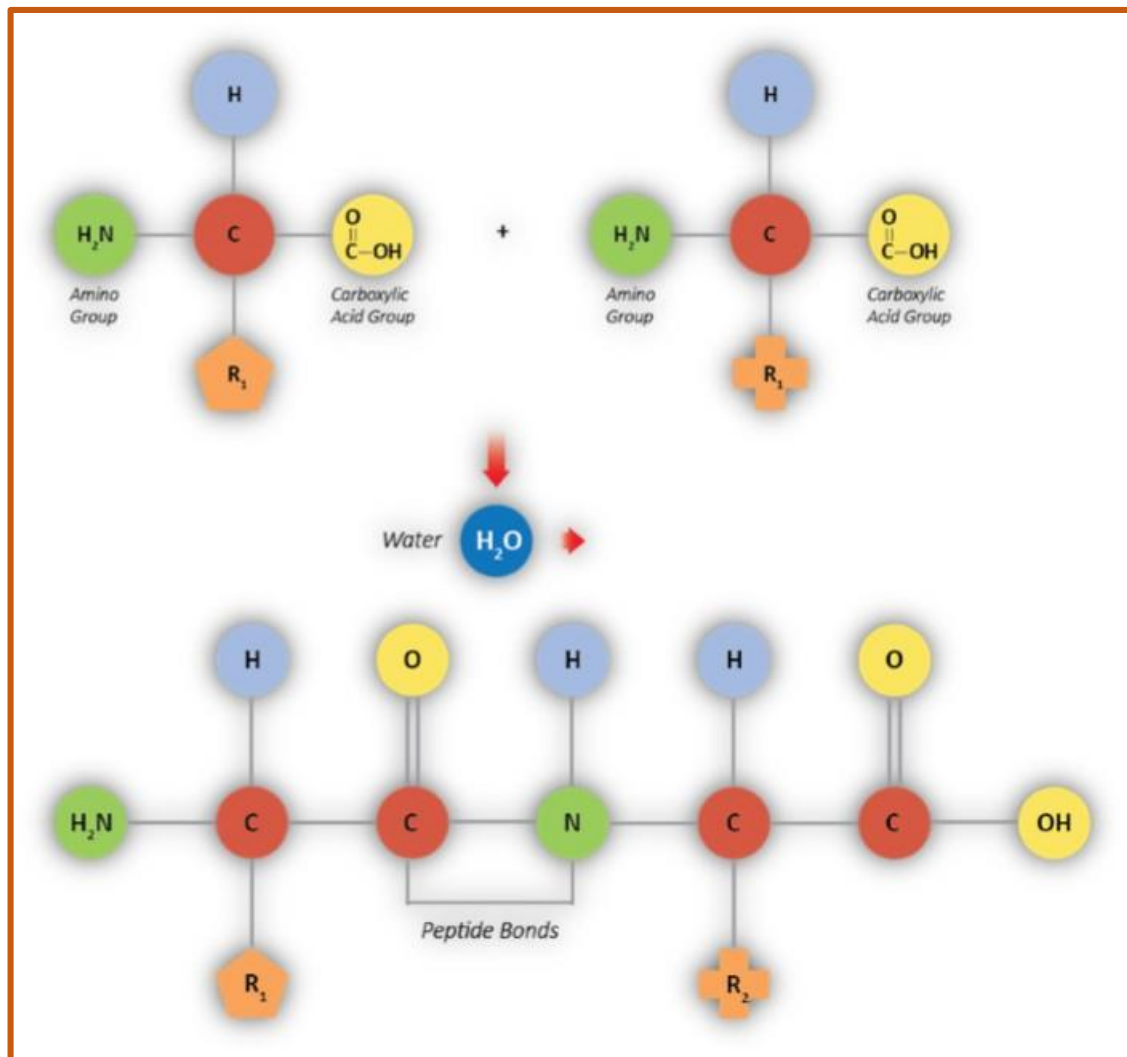 H H
H₂N C O C–OH + H₂N C O C–OH
Amino Group Carboxylic Acid Group Amino Group Carboxylic Acid Group
R₁ R₁
Water H₂O
H O H H O
H₂N C C N C C OH
Peptide Bonds
R₁ R₂